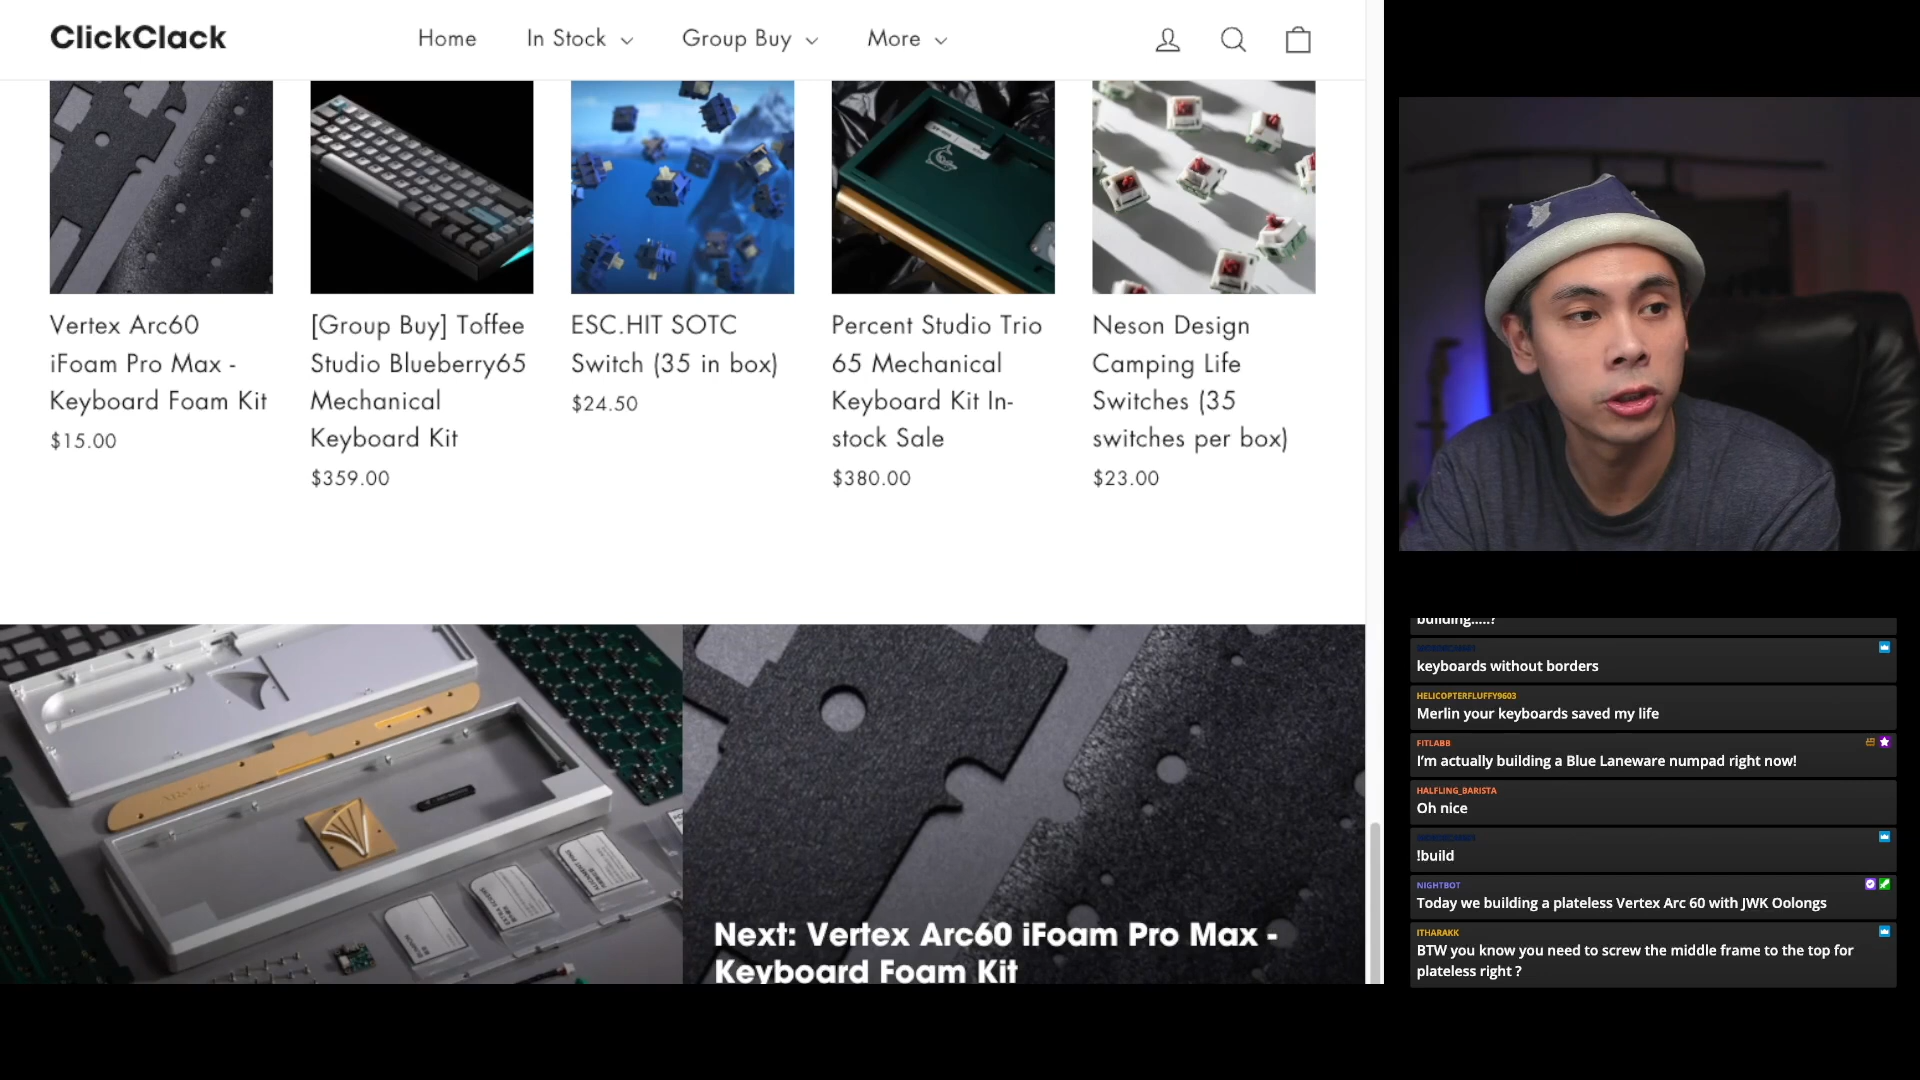 ClickClack
Home
In Stock
Group Buy
More
Vertex Arc60
iFoam Pro Max -
Keyboard Foam Kit
$15.00
[Group Buy] Toffee
Studio Blueberry65
Mechanical
Keyboard Kit
$359.00
ESC.HIT SOTC
Switch (35 in box)
$24.50
Percent Studio Trio
65 Mechanical
Keyboard Kit In-
stock Sale
$380.00
Neson Design
Camping Life
Switches (35
switches per box)
$23.00
Next: Vertex Arc60 iFoam Pro Max -
Keyboard Foam Kit
building.....?
keyboards without borders
HELICOPTERFLUFFY9603
Merlin your keyboards saved my life
FITLABB
I'm actually building a Blue Laneware numpad right now!
HALFLING_BARISTA
Oh nice
!build
NIGHTBOT
Today we building a plateless Vertex Arc 60 with JWK Oolongs
ITHARAKK
BTW you know you need to screw the middle frame to the top for
plateless right ?